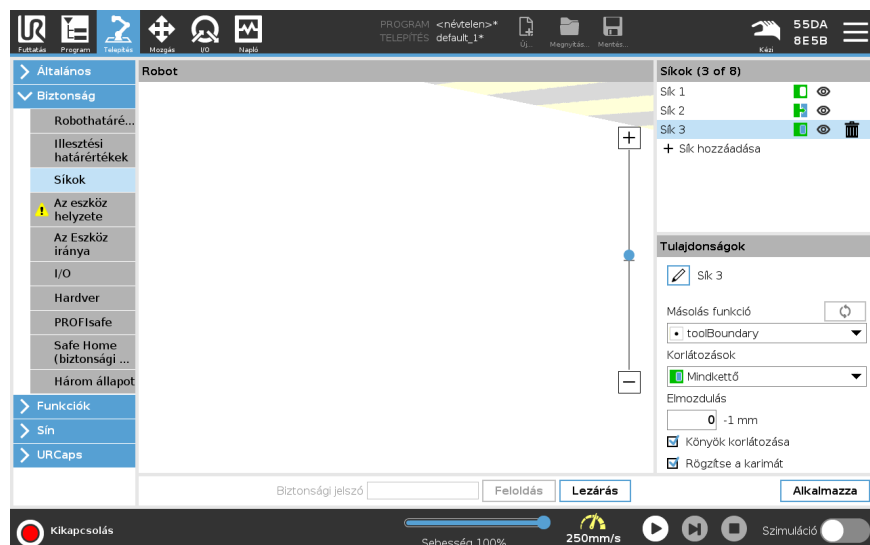 PROGRAM <névtelen>*
TELEPÍTÉS default_1*
Futtatás
Program
Telepítés
Mozgás
I/O
Napló
Új...
Megnyitás...
Mentés...
Kézi
55DA
8E5B
Általános
Biztonság
Robothatáré...
Illesztési
határértékek
Síkok
Az eszköz
helyzete
Az Eszköz
iránya
I/O
Hardver
PROFIsafe
Safe Home
(biztonsági ...
Három állapot
Funkciók
Sín
URCaps
Robot
Síkok (3 of 8)
Sík 1
Sík 2
Sík 3
Sík hozzáadása
Tulajdonságok
Sík 3
Másolás funkció
toolBoundary
Korlátozások
Mindkettő
Elmozdulás
0 -1 mm
Könyök korlátozása
Rögzítse a karimát
Biztonsági jelszó
Feloldás
Lezárás
Alkalmazza
Kikapcsolás
Sebesség 100%
250mm/s
Szimuláció